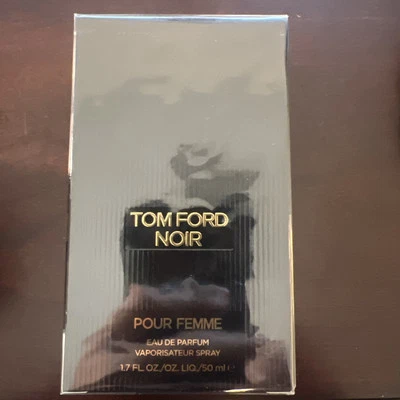 TOM FORD
NOIR
POUR FEMME
EAU DE PARFUM
VAPORISATEUR SPRAY
1.7 FL. OZ./OZ. LIQ./50 ml ℮